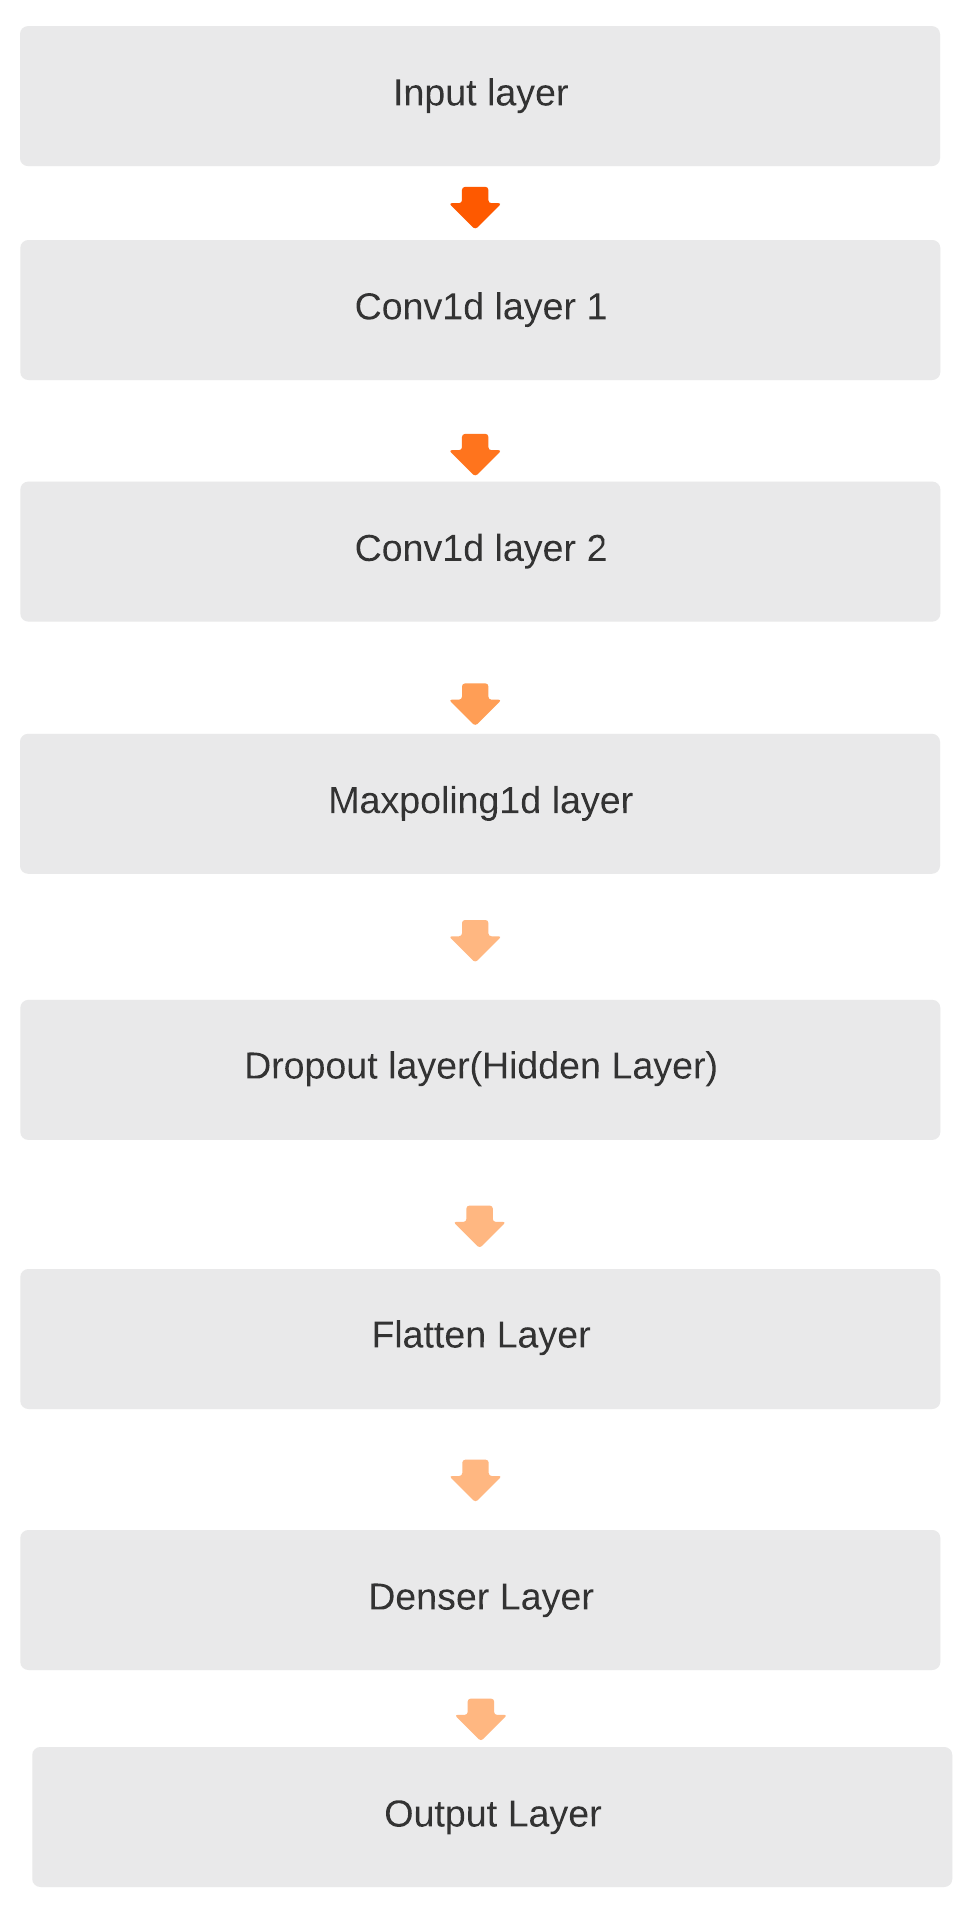 Input layer
Conv1d layer 1
Conv1d layer 2
Maxpoling1d layer
Dropout layer(Hidden Layer)
Flatten Layer
Denser Layer
Output Layer